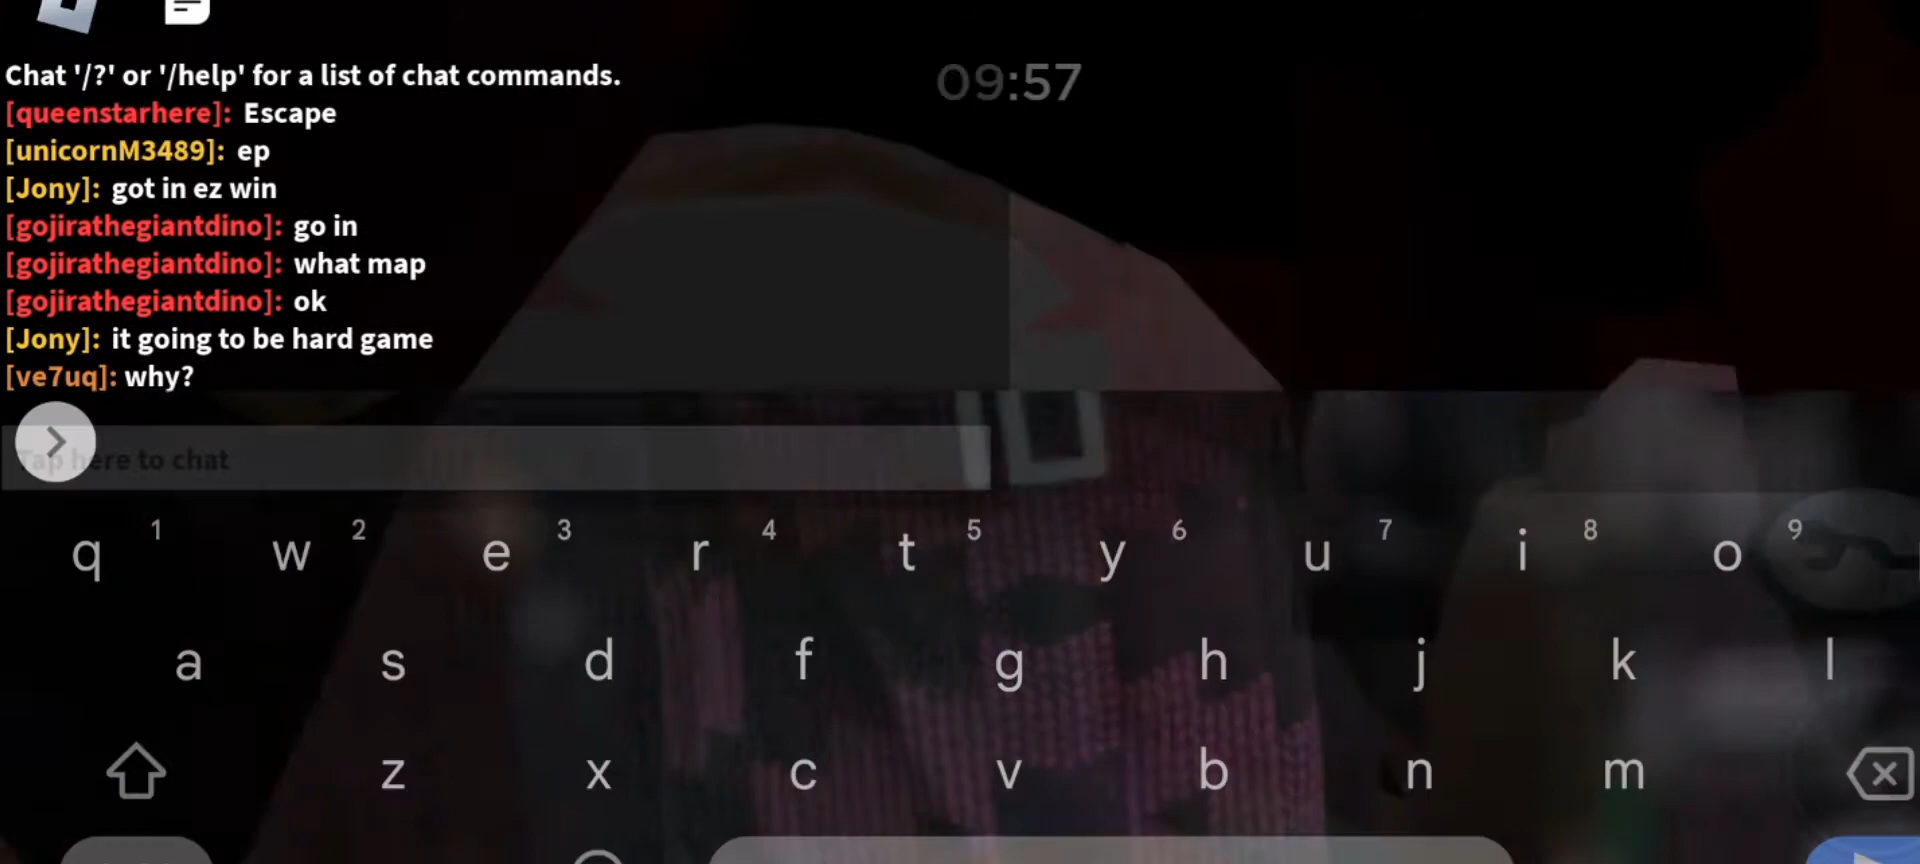 Chat '/?' or '/help' for a list of chat commands.
09:57
[queenstarhere]: Escape
[unicornM3489]: ep
[Jony]: got in ez win
[gojirathegiantdino]: go in
[gojirathegiantdino]: what map
[gojirathegiantdino]: ok
[Jony]: it going to be hard game
[ve7uq]: why?
Tap here to chat
1 2 3 4 5 6 7 8 9
q w e r t y u i o
a s d f g h j k l
z x c v b n m